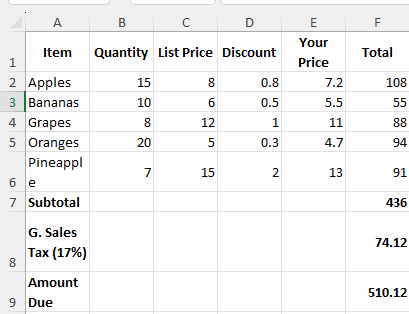 A B C D E F
1 Item Quantity List Price Discount Your Price Total
2 Apples 15 8 0.8 7.2 108
3 Bananas 10 6 0.5 5.5 55
4 Grapes 8 12 1 11 88
5 Oranges 20 5 0.3 4.7 94
Pineappl
6 e 7 15 2 13 91
7 Subtotal 436
G. Sales
8 Tax (17%) 74.12
Amount
9 Due 510.12